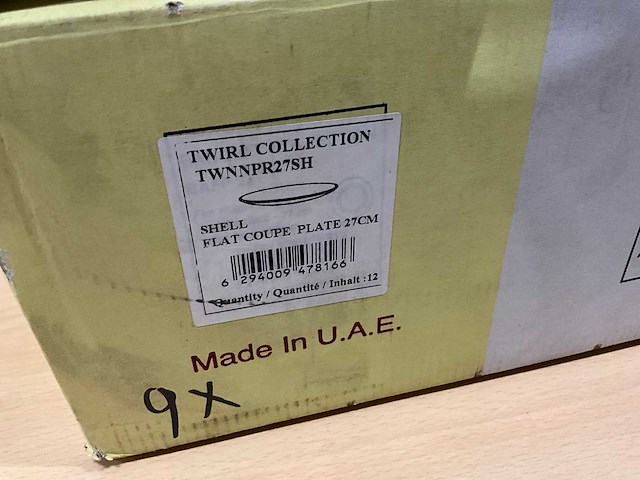 TWIRL COLLECTION
TWNNPR27SH
SHELL
FLAT COUPE PLATE 27CM
6 294009 478166
Quantity / Quantité / Inhalt :12
Made In U.A.E.
9x